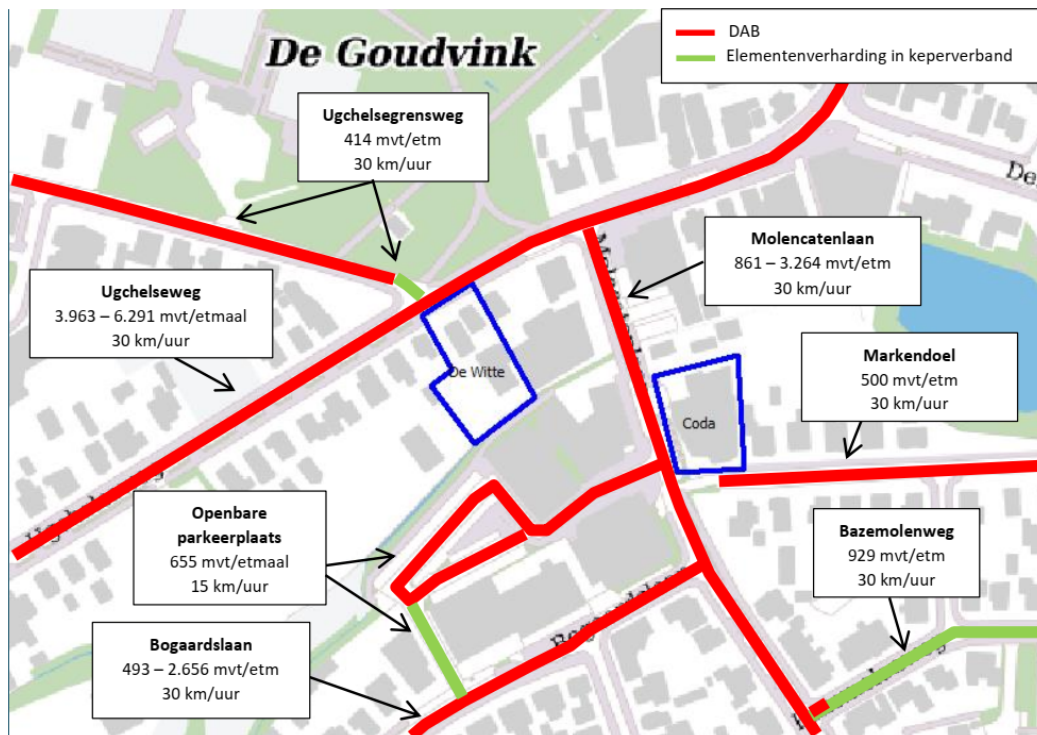 DAB
Elementenverharding in keperverband
De Goudvink
Ugchelsegrensweg
414 mvt/etm
30 km/uur
De
Molencatenlaan
861 – 3.264 mvt/etm
30 km/uur
Ugchelseweg
3.963 – 6.291 mvt/etmaal
30 km/uur
De Witte
Markendoel
500 mvt/etm
30 km/uur
Coda
Openbare
parkeerplaats
655 mvt/etmaal
15 km/uur
Bazemolenweg
929 mvt/etm
30 km/uur
Bogaardslaan
493 – 2.656 mvt/etm
30 km/uur